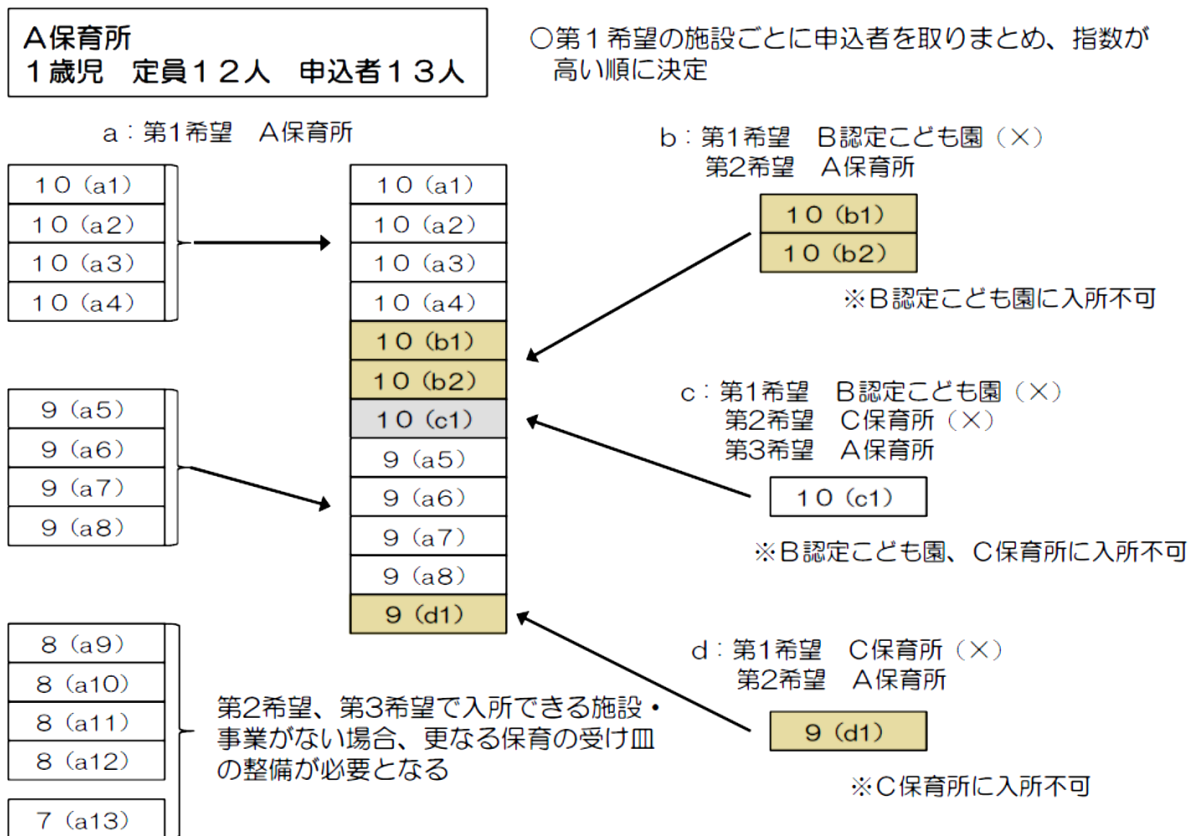 A保育所
1歳児　定員12人　申込者13人
○第1希望の施設ごとに申込者を取りまとめ、指数が
高い順に決定
a：第1希望　A保育所
10（a1）
10（a2）
10（a3）
10（a4）
9（a5）
9（a6）
9（a7）
9（a8）
8（a9）
8（a10）
8（a11）
8（a12）
7（a13）
10（a1）
10（a2）
10（a3）
10（a4）
10（b1）
10（b2）
10（c1）
9（a5）
9（a6）
9（a7）
9（a8）
9（d1）
第2希望、第3希望で入所できる施設・
事業がない場合、更なる保育の受け皿
の整備が必要となる
b：第1希望　B認定こども園（×）
第2希望　A保育所
10（b1）
10（b2）
※B認定こども園に入所不可
c：第1希望　B認定こども園（×）
第2希望　C保育所（×）
第3希望　A保育所
10（c1）
※B認定こども園、C保育所に入所不可
d：第1希望　C保育所（×）
第2希望　A保育所
9（d1）
※C保育所に入所不可